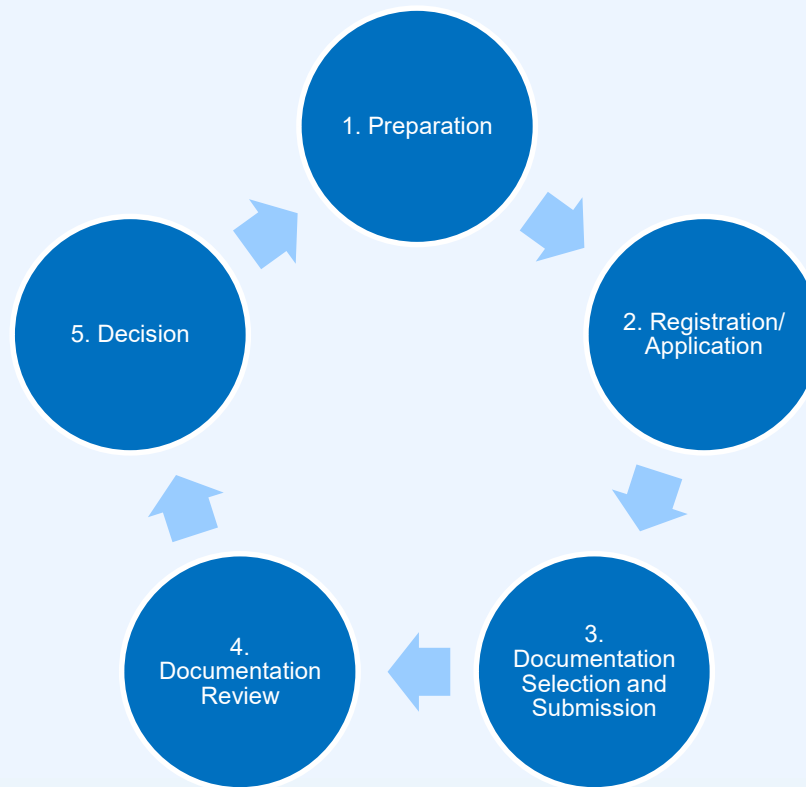 1. Preparation
2. Registration/
Application
3.
Documentation
Selection and
Submission
4.
Documentation
Review
5. Decision